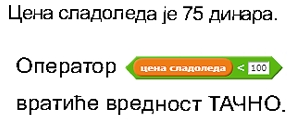 Цена сладоледа је 75 динара.
Оператор цена сладоледа < 100
вратиће вредност ТАЧНО.